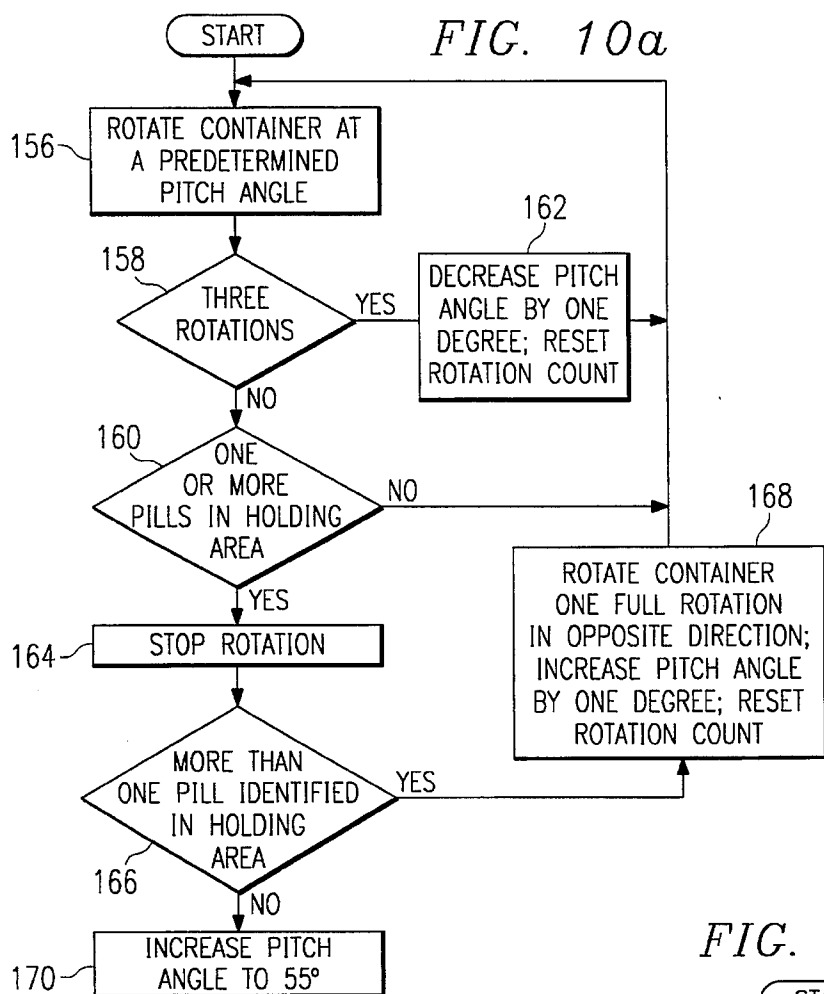 START
FIG. 10a
156
ROTATE CONTAINER AT
A PREDETERMINED
PITCH ANGLE
158
THREE
ROTATIONS
YES
162
DECREASE PITCH
ANGLE BY ONE
DEGREE; RESET
ROTATION COUNT
NO
160
ONE
OR MORE
PILLS IN HOLDING
AREA
NO
YES
168
ROTATE CONTAINER
ONE FULL ROTATION
IN OPPOSITE DIRECTION;
INCREASE PITCH ANGLE
BY ONE DEGREE; RESET
ROTATION COUNT
164
STOP ROTATION
MORE THAN
ONE PILL IDENTIFIED
IN HOLDING
AREA
YES
166
NO
170
INCREASE PITCH
ANGLE TO 55°
FIG.